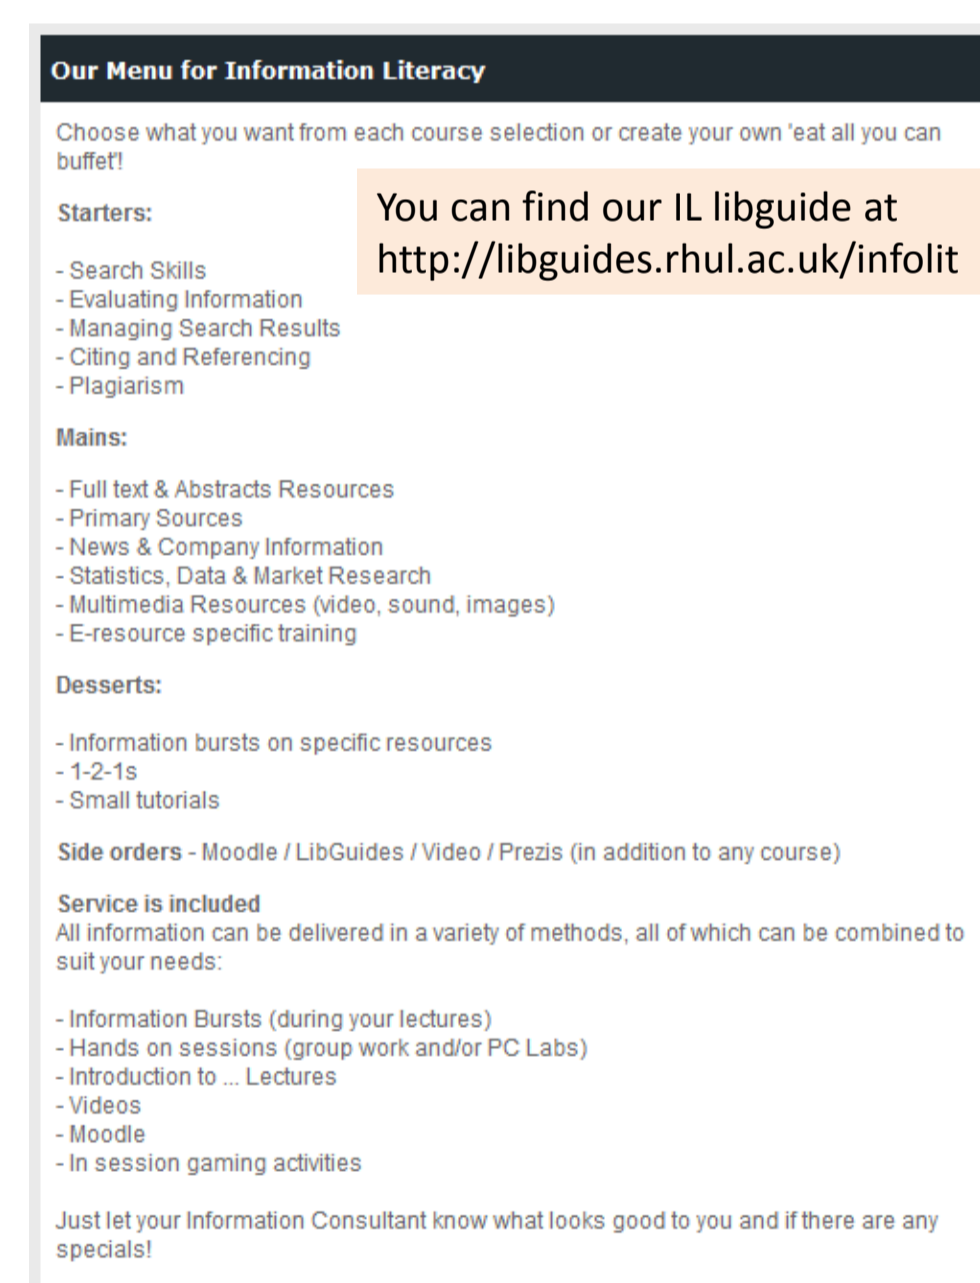 Our Menu for Information Literacy
Choose what you want from each course selection or create your own 'eat all you can
buffet'!
You can find our IL libguide at
http://libguides.rhul.ac.uk/infolit
Starters:
- Search Skills
- Evaluating Information
- Managing Search Results
- Citing and Referencing
- Plagiarism
Mains:
- Full text & Abstracts Resources
- Primary Sources
- News & Company Information
- Statistics, Data & Market Research
- Multimedia Resources (video, sound, images)
- E-resource specific training
Desserts:
- Information bursts on specific resources
- 1-2-1s
- Small tutorials
Side orders - Moodle / LibGuides / Video / Prezis (in addition to any course)
Service is included
All information can be delivered in a variety of methods, all of which can be combined to
suit your needs:
- Information Bursts (during your lectures)
- Hands on sessions (group work and/or PC Labs)
- Introduction to ... Lectures
- Videos
- Moodle
- In session gaming activities
Just let your Information Consultant know what looks good to you and if there are any
specials!